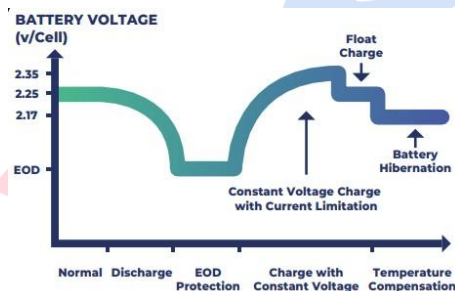 BATTERY VOLTAGE
(v/Cell)
Float
Charge
2.35
2.25
2.17
EOD
Battery
Hibernation
Constant Voltage Charge
with Current Limitation
Normal Discharge EOD Charge with Temperature
Protection Constant Voltage Compensation